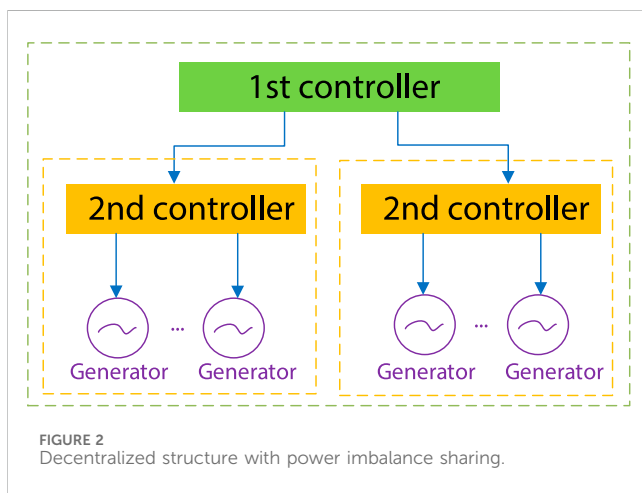 1st controller
2nd controller 2nd controller
... ...
Generator Generator Generator Generator
FIGURE 2
Decentralized structure with power imbalance sharing.